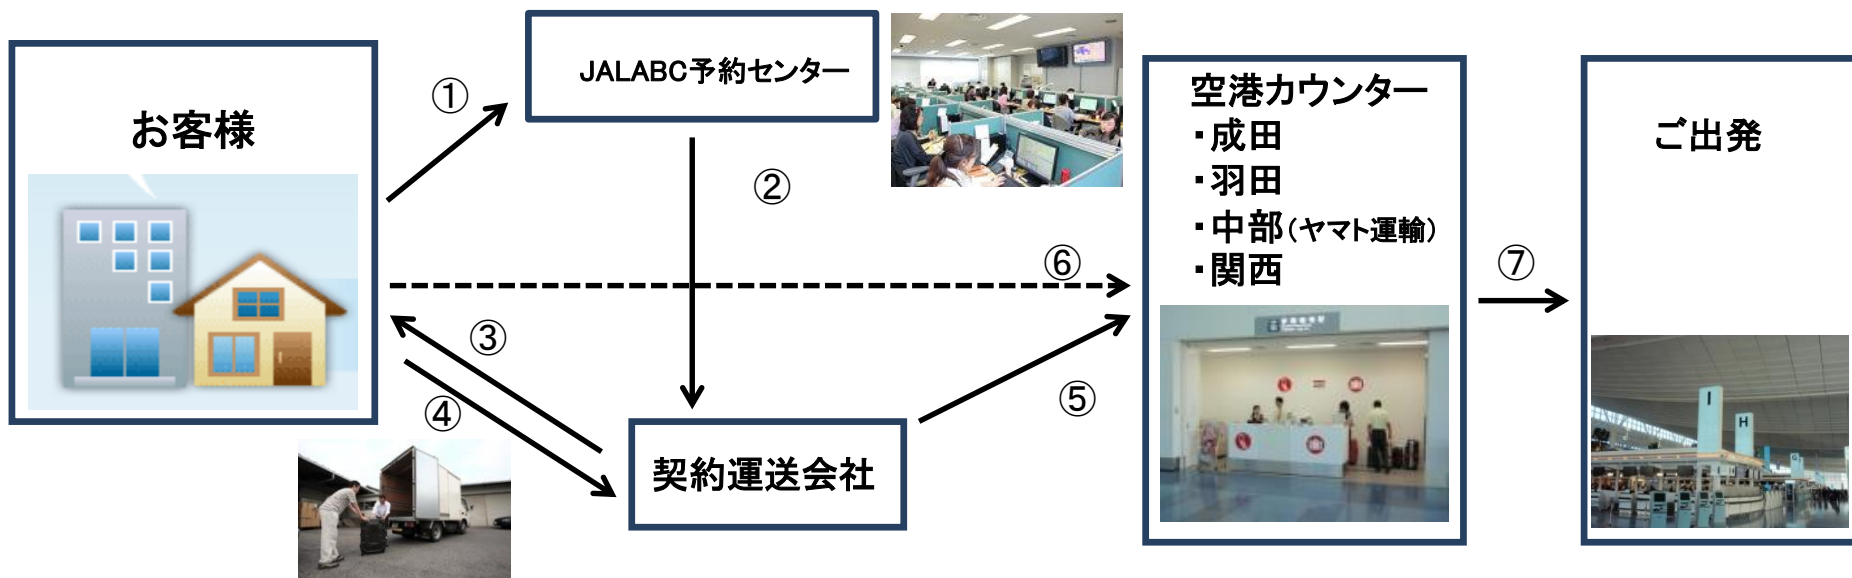 お客様
①
JALABC予約センター
②
③
④
契約運送会社
⑤
⑥
空港カウンター
・成田
・羽田
・中部(ヤマト運輸)
・関西
⑦
ご出発
I
H